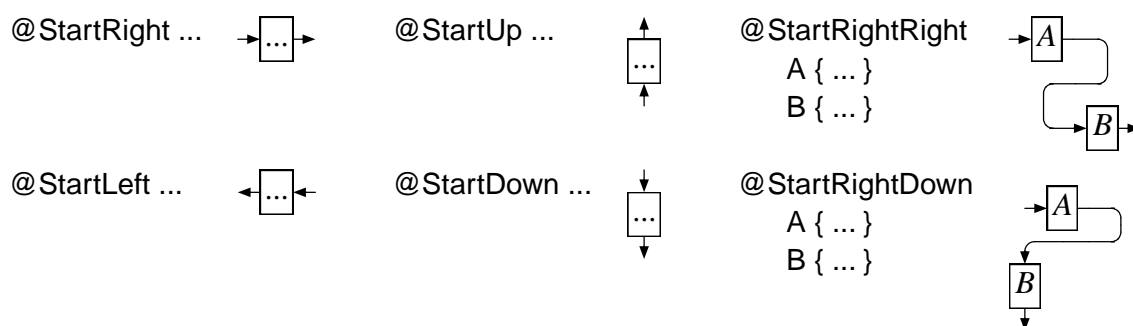 @StartRight ... ... @StartUp ... ... @StartRightRight A
A { ... }
B { ... } B
@StartLeft ... ... @StartDown ... ... @StartRightDown A
A { ... }
B { ... } B